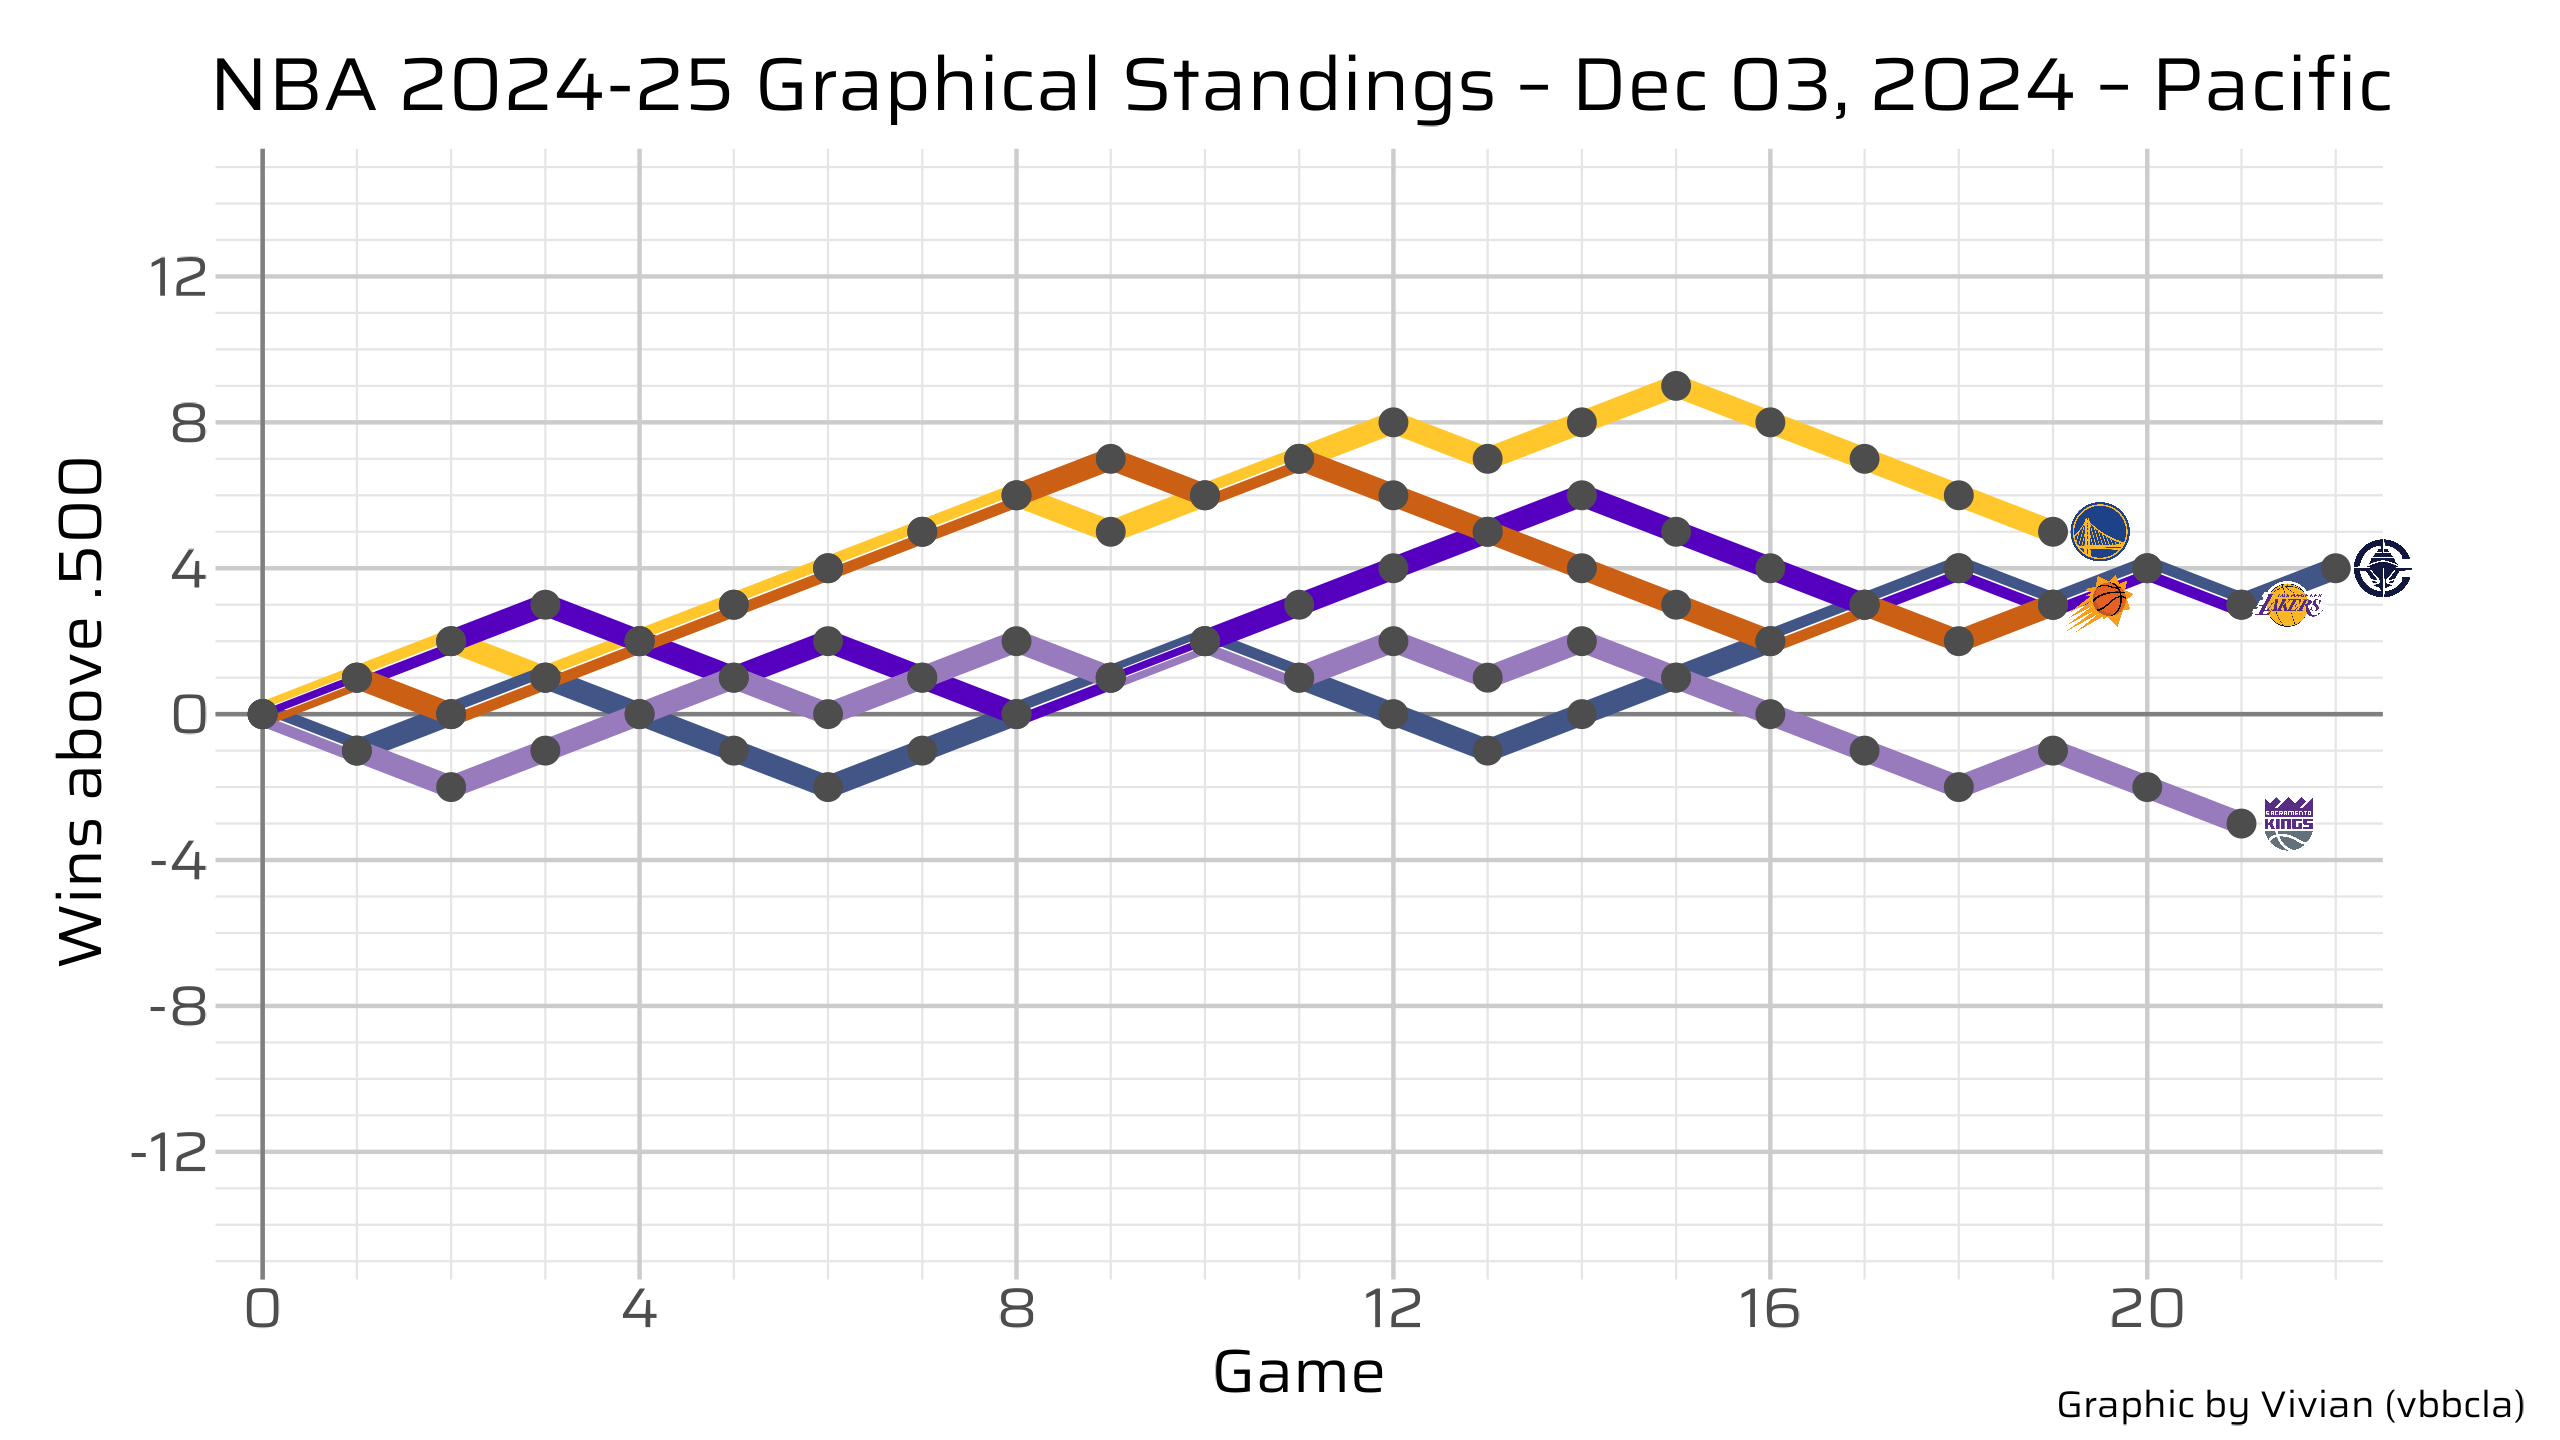 NBA 2024-25 Graphical Standings - Dec 03, 2024 - Pacific
Wins above .500
12
8
4
0
-4
-8
-12
LAKERS
SACRAMENTO
KINGS
0 4 8 12 16 20
Game
Graphic by Vivian (vbbcla)